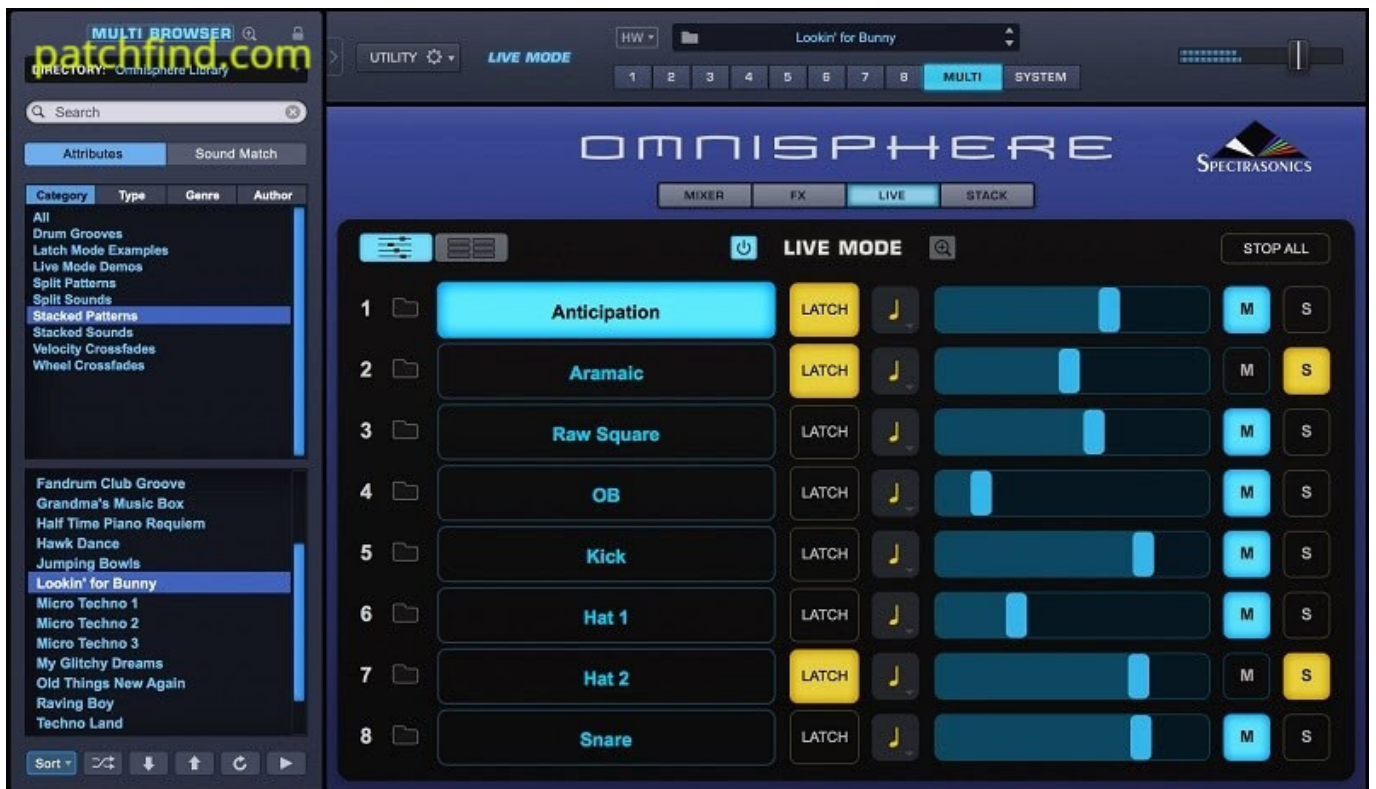 MULTI BROWSER
patchfind.com
DIRECTORY: Omnisphere Library
Search
Attributes Sound Match
Category Type Genre Author
All
Drum Grooves
Latch Mode Examples
Live Mode Demos
Split Patterns
Split Sounds
Stacked Patterns
Stacked Sounds
Velocity Crossfades
Wheel Crossfades
Fandrum Club Groove
Grandma's Music Box
Half Time Piano Requiem
Hawk Dance
Jumping Bowls
Lookin' for Bunny
Micro Techno 1
Micro Techno 2
Micro Techno 3
My Glitchy Dreams
Old Things New Again
Raving Boy
Techno Land
Sort
UTILITY LIVE MODE HW Lookin' for Bunny
1 2 3 4 5 6 7 8 MULTI SYSTEM
OMNISPHERE
SPECTRASONICS
MIXER FX LIVE STACK
LIVE MODE STOP ALL
1 Anticipation LATCH M S
2 Aramaic LATCH M S
3 Raw Square LATCH M S
4 OB LATCH M S
5 Kick LATCH M S
6 Hat 1 LATCH M S
7 Hat 2 LATCH M S
8 Snare LATCH M S